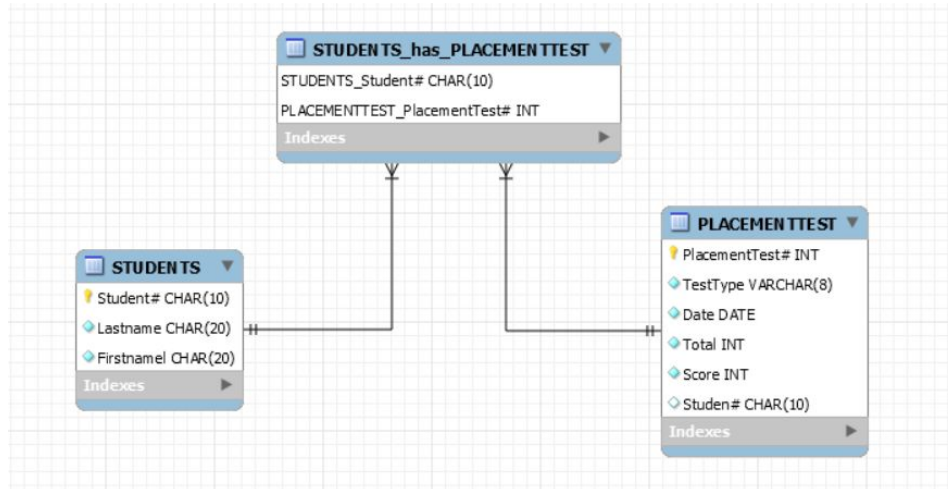 STUDENTS_has_PLACEMENTTEST
STUDENTS_Student# CHAR(10)
PLACEMENTTEST_PlacementTest# INT
Indexes
STUDENTS
Student# CHAR(10)
Lastname CHAR(20)
Firstnamel CHAR(20)
Indexes
PLACEMENTTEST
PlacementTest# INT
TestType VARCHAR(8)
Date DATE
Total INT
Score INT
Studen# CHAR(10)
Indexes